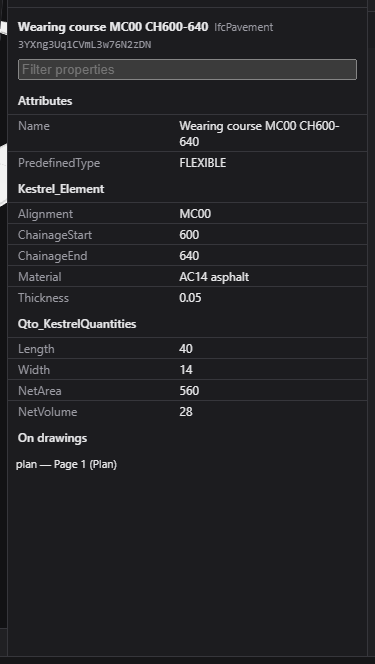 Wearing course MC00 CH600-640 IfcPavement
3YXng3Uq1CVmL3w76N2zDN
Filter properties
Attributes
Name Wearing course MC00 CH600-
640
PredefinedType FLEXIBLE
Kestrel_Element
Alignment MC00
ChainageStart 600
ChainageEnd 640
Material AC14 asphalt
Thickness 0.05
Qto_KestrelQuantities
Length 40
Width 14
NetArea 560
NetVolume 28
On drawings
plan — Page 1 (Plan)